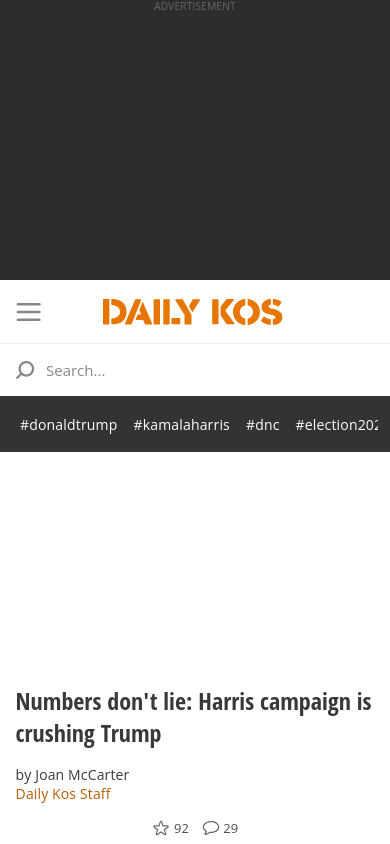 ADVERTISEMENT
DAILY KOS
Search...
#donaldtrump #kamalaharris #dnc #election202
Numbers don't lie: Harris campaign is
crushing Trump
by Joan McCarter
Daily Kos Staff
92 29